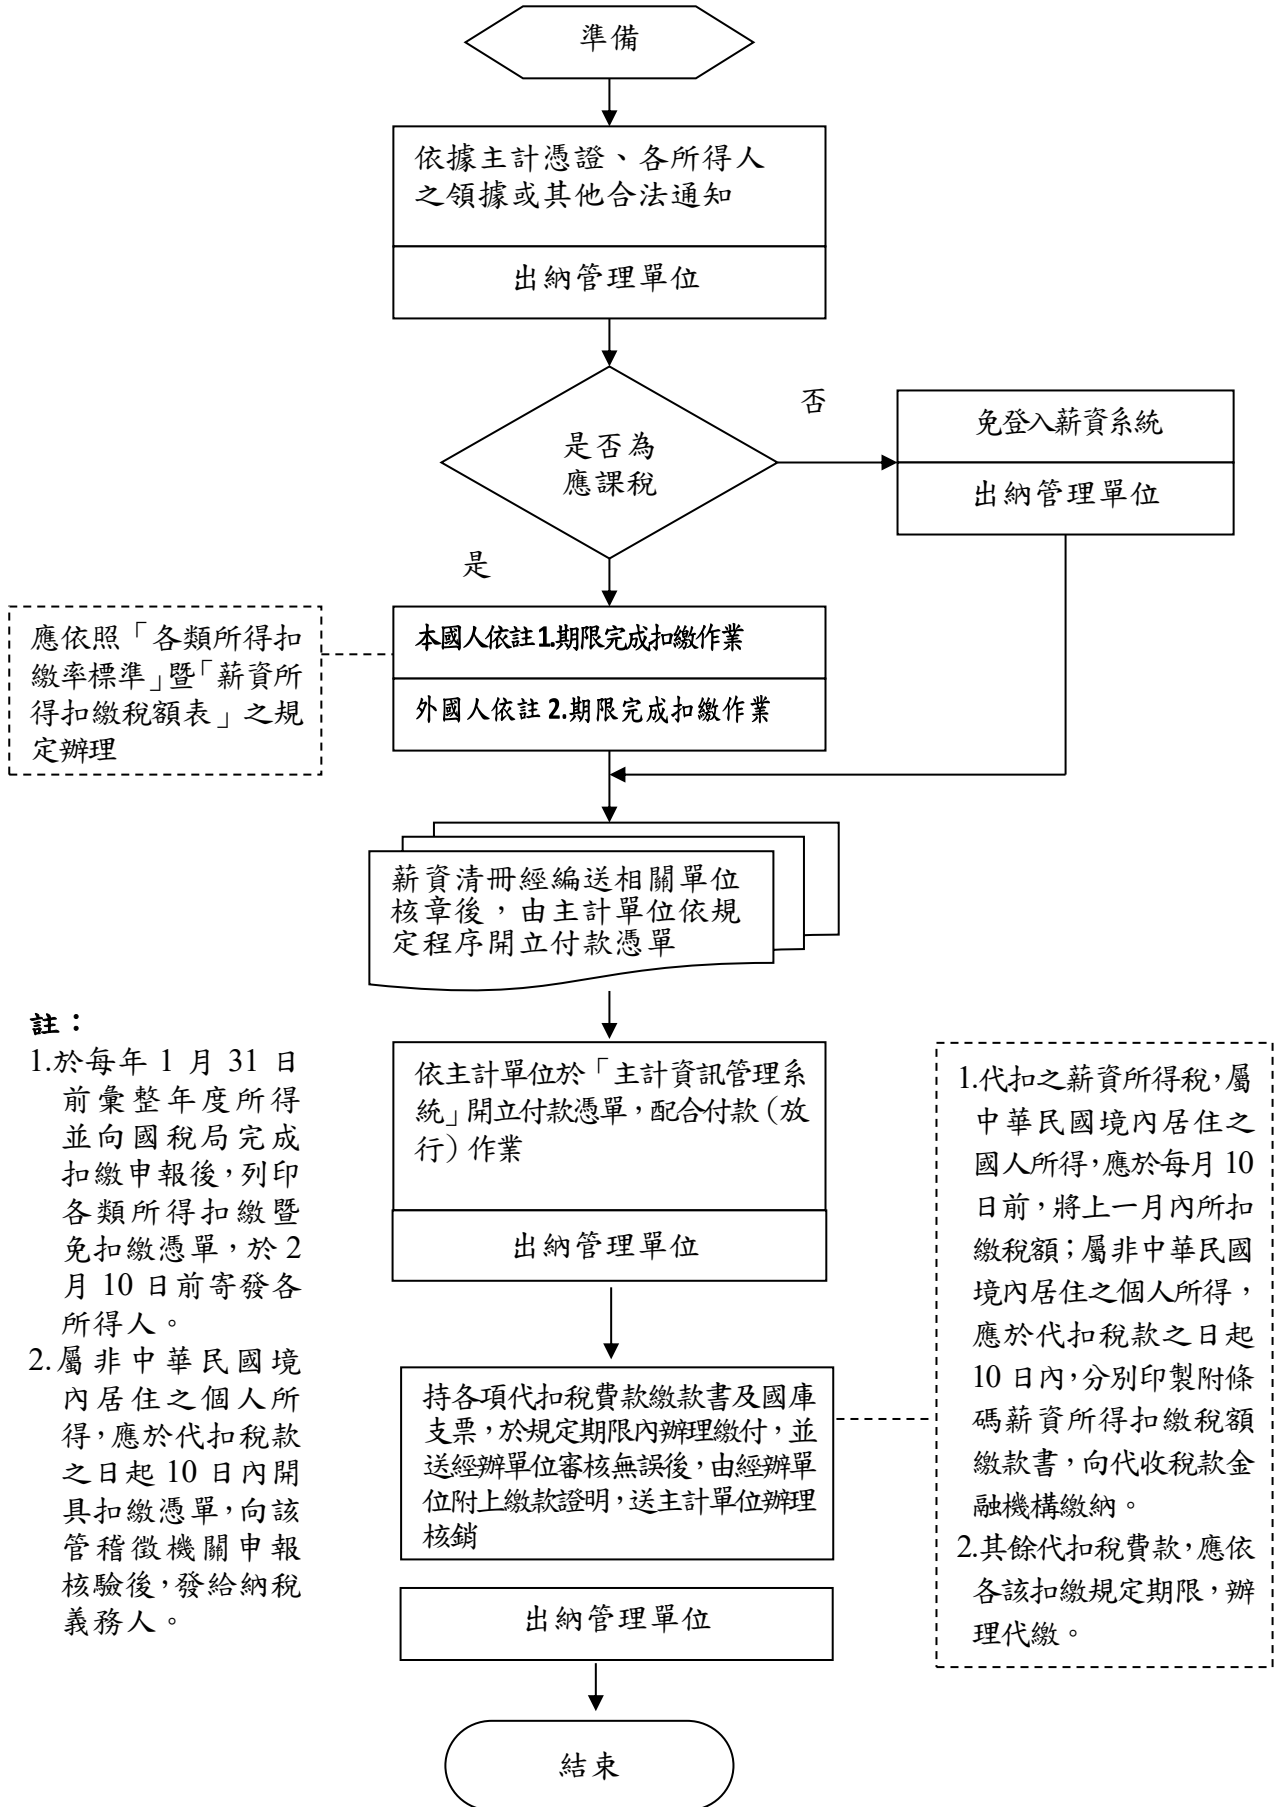 準備
依據主計憑證、各所得人
之領據或其他合法通知
出納管理單位
是否為
應課稅
否
免登入薪資系統
出納管理單位
是
應依照「各類所得扣
繳率標準」暨「薪資所
得扣繳稅額表」之規
定辦理
本國人依註1.期限完成扣繳作業
外國人依註 2.期限完成扣繳作業
薪資清冊經編送相關單位
核章後，由主計單位依規
定程序開立付款憑單
依主計單位於「主計資訊管理系
統」開立付款憑單，配合付款（放
行）作業
出納管理單位
持各項代扣稅費款繳款書及國庫
支票，於規定期限內辦理繳付，並
送經辦單位審核無誤後，由經辦單
位附上繳款證明，送主計單位辦理
核銷
出納管理單位
結束
註：
1.於每年 1 月 31 日
前彙整年度所得
並向國稅局完成
扣繳申報後，列印
各類所得扣繳暨
免扣繳憑單，於 2
月 10 日前寄發各
所得人。
2.屬非中華民國境
內居住之個人所
得，應於代扣稅款
之日起 10 日內開
具扣繳憑單，向該
管稽徵機關申報
核驗後，發給納稅
義務人。
1.代扣之薪資所得稅，屬
中華民國境內居住之
國人所得，應於每月 10
日前，將上一月內所扣
繳稅額；屬非中華民國
境內居住之個人所得，
應於代扣稅款之日起
10 日內，分別印製附條
碼薪資所得扣繳稅額
繳款書，向代收稅款金
融機構繳納。
2.其餘代扣稅費款，應依
各該扣繳規定期限，辦
理代繳。